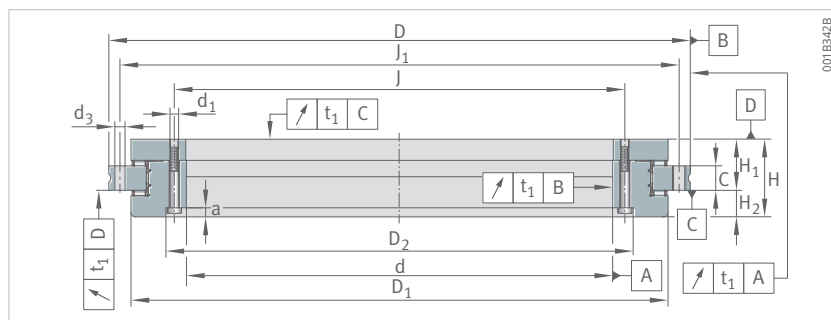 D
B
001B342B
J₁
J
d₃
d₁
↗ t₁ C
D
H₁
C
H
a
↗ t₁ B
H₂
C
D₂
↗ t₁ D
d
A
↗ t₁ A
D₁